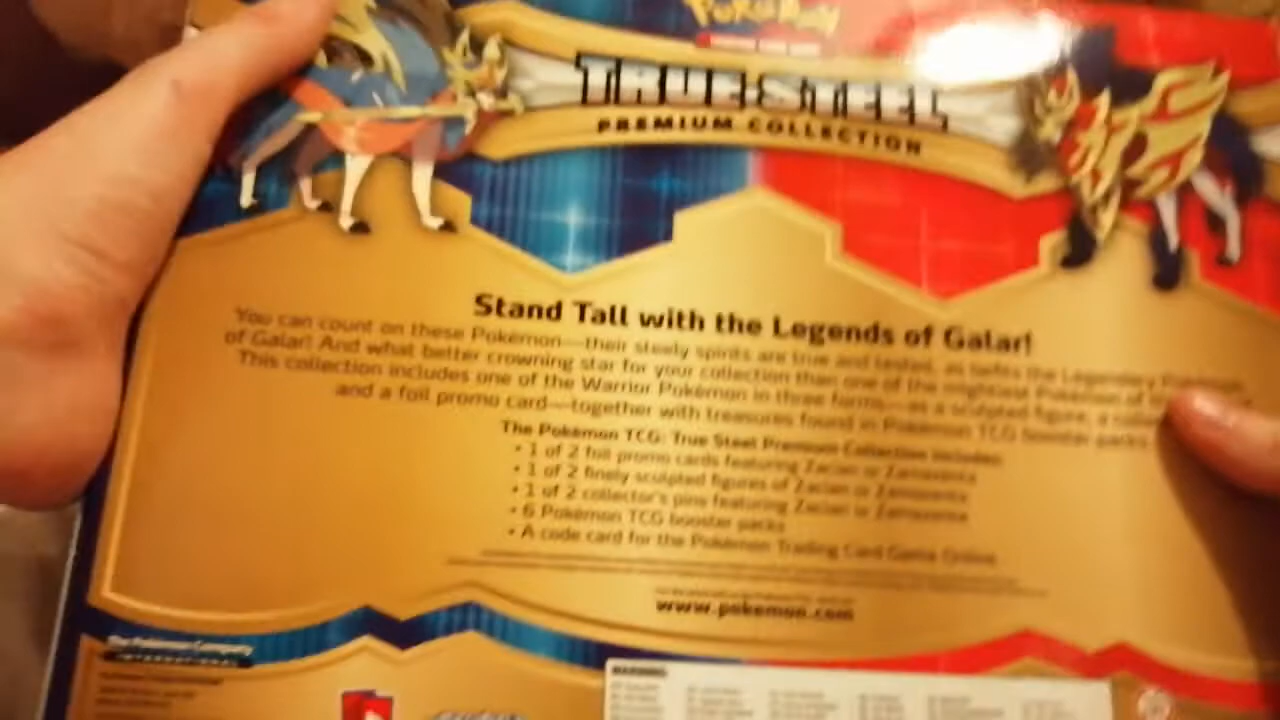 Pokémon
TRUE STEEL
PREMIUM COLLECTION
Stand Tall with the Legends of Galar!
You can count on these Pokémon—their steely spirits are true and tested, as befits the Legendary Pokémon
of Galar! And what better crowning star for your collection than one of the mightiest Pokémon of
This collection includes one of the Warrior Pokémon in three forms—as a sculpted figure, a
and a foil promo card—together with treasures found in Pokémon TCG booster packs
The Pokémon TCG: True Steel Premium Collection includes:
• 1 of 2 foil promo cards featuring Zacian or Zamazenta
• 1 of 2 finely sculpted figures of Zacian or Zamazenta
• 1 of 2 collector's pins featuring Zacian or Zamazenta
• 6 Pokémon TCG booster packs
• A code card for the Pokémon Trading Card Game Online
www.pokemon.com
The Pokémon Company
INTERNATIONAL
WARNING: